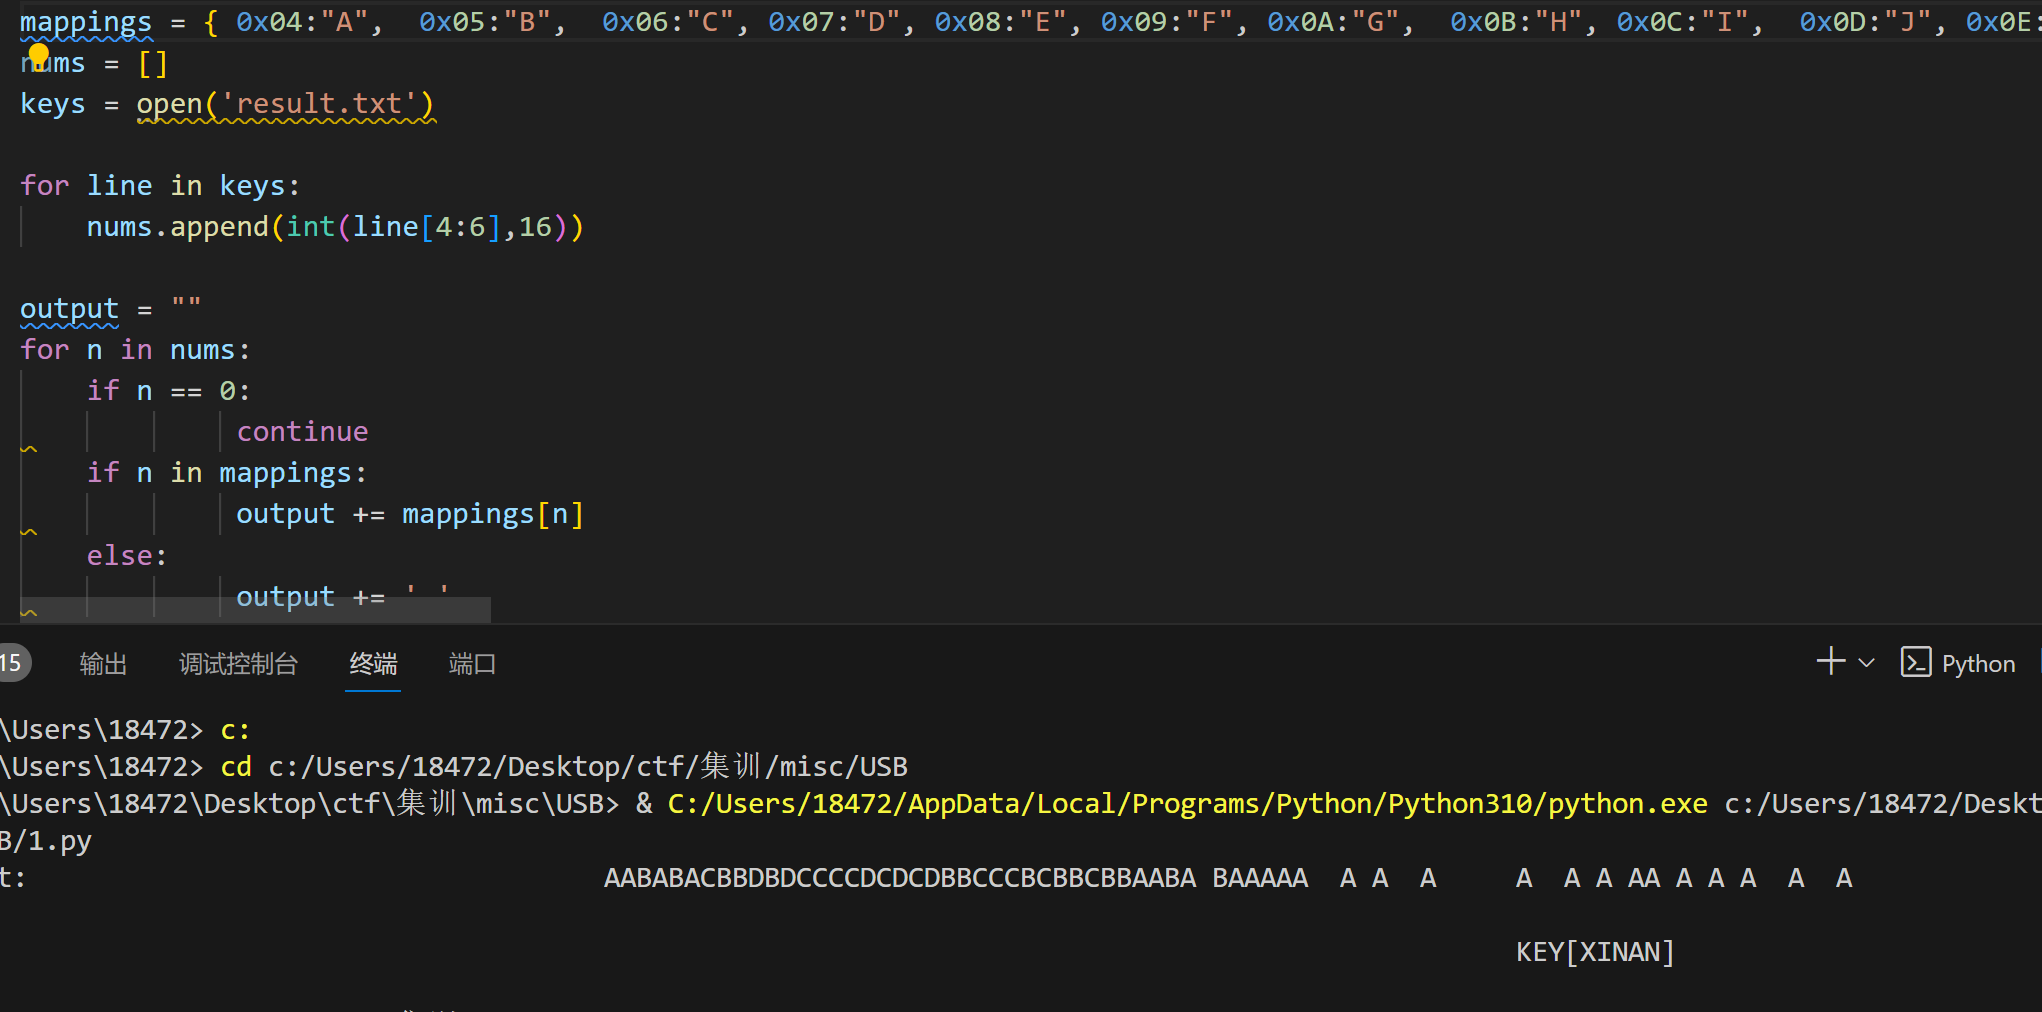 mappings = { 0x04:"A",  0x05:"B",  0x06:"C", 0x07:"D", 0x08:"E", 0x09:"F", 0x0A:"G",  0x0B:"H", 0x0C:"I",  0x0D:"J", 0x0E:
nums = []
keys = open('result.txt')
for line in keys:
    nums.append(int(line[4:6],16))
output = ""
for n in nums:
    if n == 0:
        continue
    if n in mappings:
        output += mappings[n]
    else:
        output += ' '
15 输出 调试控制台 终端 端口 Python
\Users\18472> c:
\Users\18472> cd c:/Users/18472/Desktop/ctf/集训/misc/USB
\Users\18472\Desktop\ctf\集训\misc\USB> & C:/Users/18472/AppData/Local/Programs/Python/Python310/python.exe c:/Users/18472/Deskt
B/1.py
t: AABABACBBDBDCCCCDCDCDBBCCCBCBBCBBAABA BAAAAA  A A  A     A  A A AA A A A  A  A
KEY[XINAN]